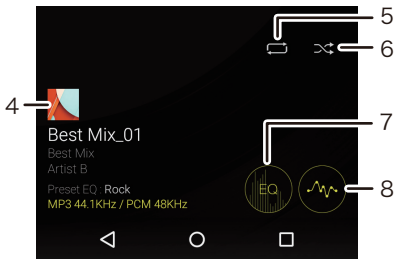 5
6
4
7
Best Mix_01
Best Mix
Artist B
Preset EQ : Rock
EQ
MP3 44.1KHz / PCM 48KHz
8